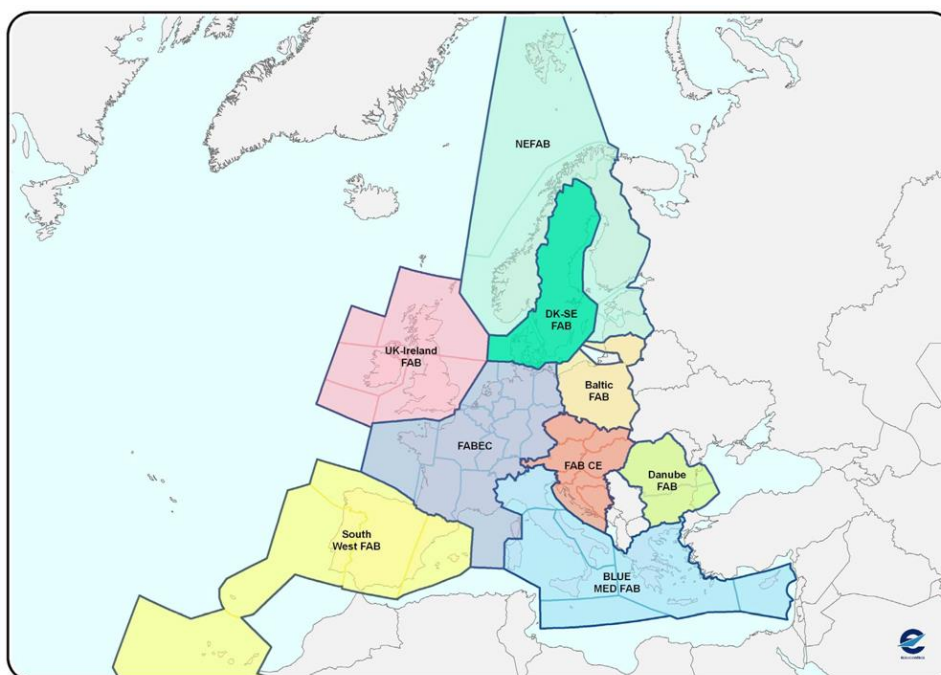 NEFAB
DK-SE
FAB
UK-Ireland
FAB
Baltic
FAB
FABEC
FAB CE
Danube
FAB
South
West FAB
BLUE
MED FAB